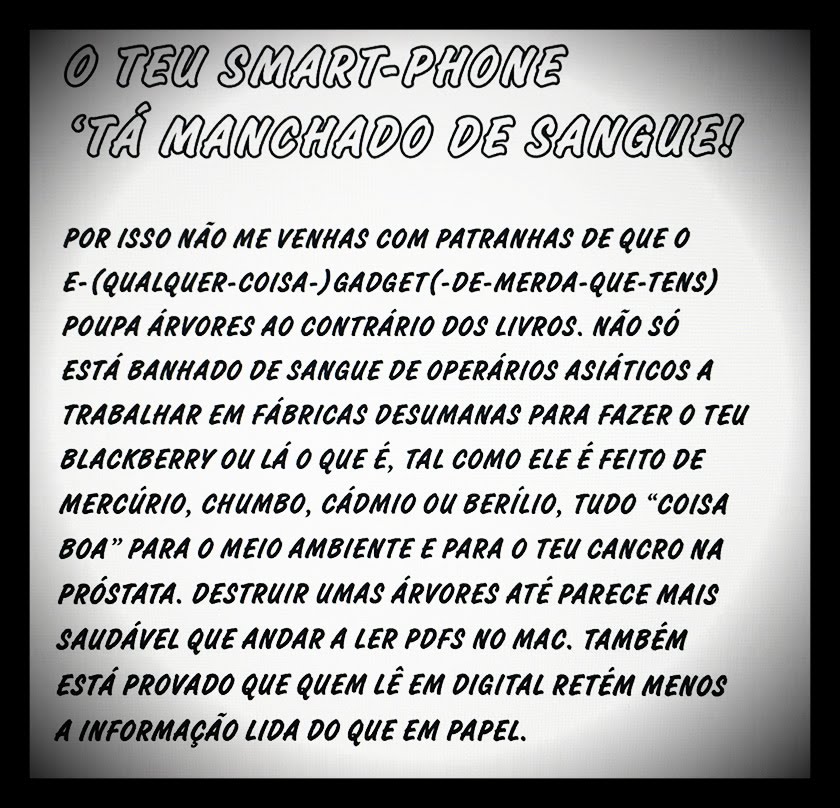 O TEU SMART-PHONE
‘TÁ MANCHADO DE SANGUE!
POR ISSO NÃO ME VENHAS COM PATRANHAS DE QUE O
E-(QUALQUER-COISA-)GADGET(-DE-MERDA-QUE-TENS)
POUPA ÁRVORES AO CONTRÁRIO DOS LIVROS. NÃO SÓ
ESTÁ BANHADO DE SANGUE DE OPERÁRIOS ASIÁTICOS A
TRABALHAR EM FÁBRICAS DESUMANAS PARA FAZER O TEU
BLACKBERRY OU LÁ O QUE É, TAL COMO ELE É FEITO DE
MERCÚRIO, CHUMBO, CÁDMIO OU BERÍLIO, TUDO “COISA
BOA” PARA O MEIO AMBIENTE E PARA O TEU CANCRO NA
PRÓSTATA. DESTRUIR UMAS ÁRVORES ATÉ PARECE MAIS
SAUDÁVEL QUE ANDAR A LER PDFS NO MAC. TAMBÉM
ESTÁ PROVADO QUE QUEM LÊ EM DIGITAL RETÉM MENOS
A INFORMAÇÃO LIDA DO QUE EM PAPEL.